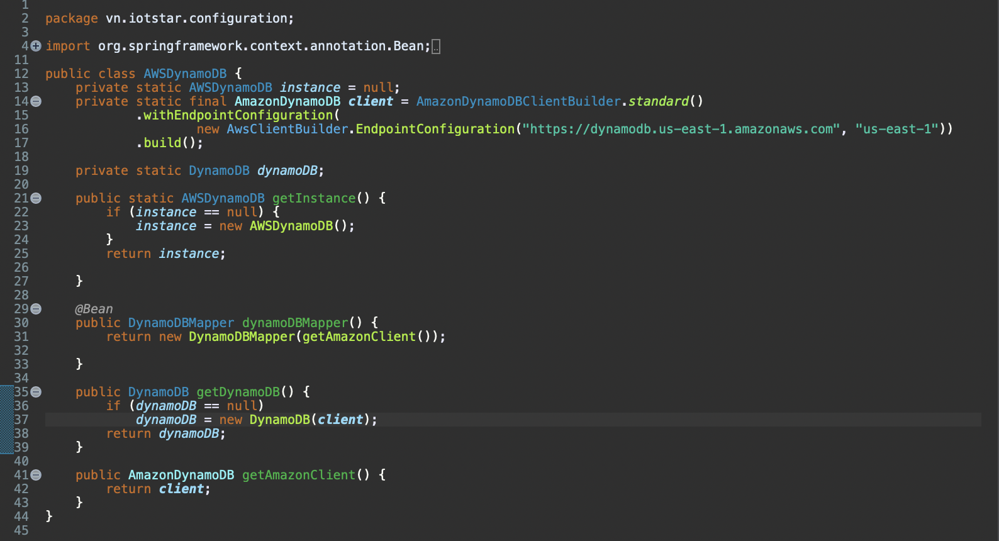 1
2 package vn.iotstar.configuration;
3
4 import org.springframework.context.annotation.Bean;
11
12 public class AWSDynamoDB {
13     private static AWSDynamoDB instance = null;
14     private static final AmazonDynamoDB client = AmazonDynamoDBClientBuilder.standard()
15             .withEndpointConfiguration(
16                     new AwsClientBuilder.EndpointConfiguration("https://dynamodb.us-east-1.amazonaws.com", "us-east-1"))
17             .build();
18
19     private static DynamoDB dynamoDB;
20
21     public static AWSDynamoDB getInstance() {
22         if (instance == null) {
23             instance = new AWSDynamoDB();
24         }
25         return instance;
26
27     }
28
29     @Bean
30     public DynamoDBMapper dynamoDBMapper() {
31         return new DynamoDBMapper(getAmazonClient());
32
33     }
34
35     public DynamoDB getDynamoDB() {
36         if (dynamoDB == null)
37             dynamoDB = new DynamoDB(client);
38         return dynamoDB;
39     }
40
41     public AmazonDynamoDB getAmazonClient() {
42         return client;
43     }
44 }
45